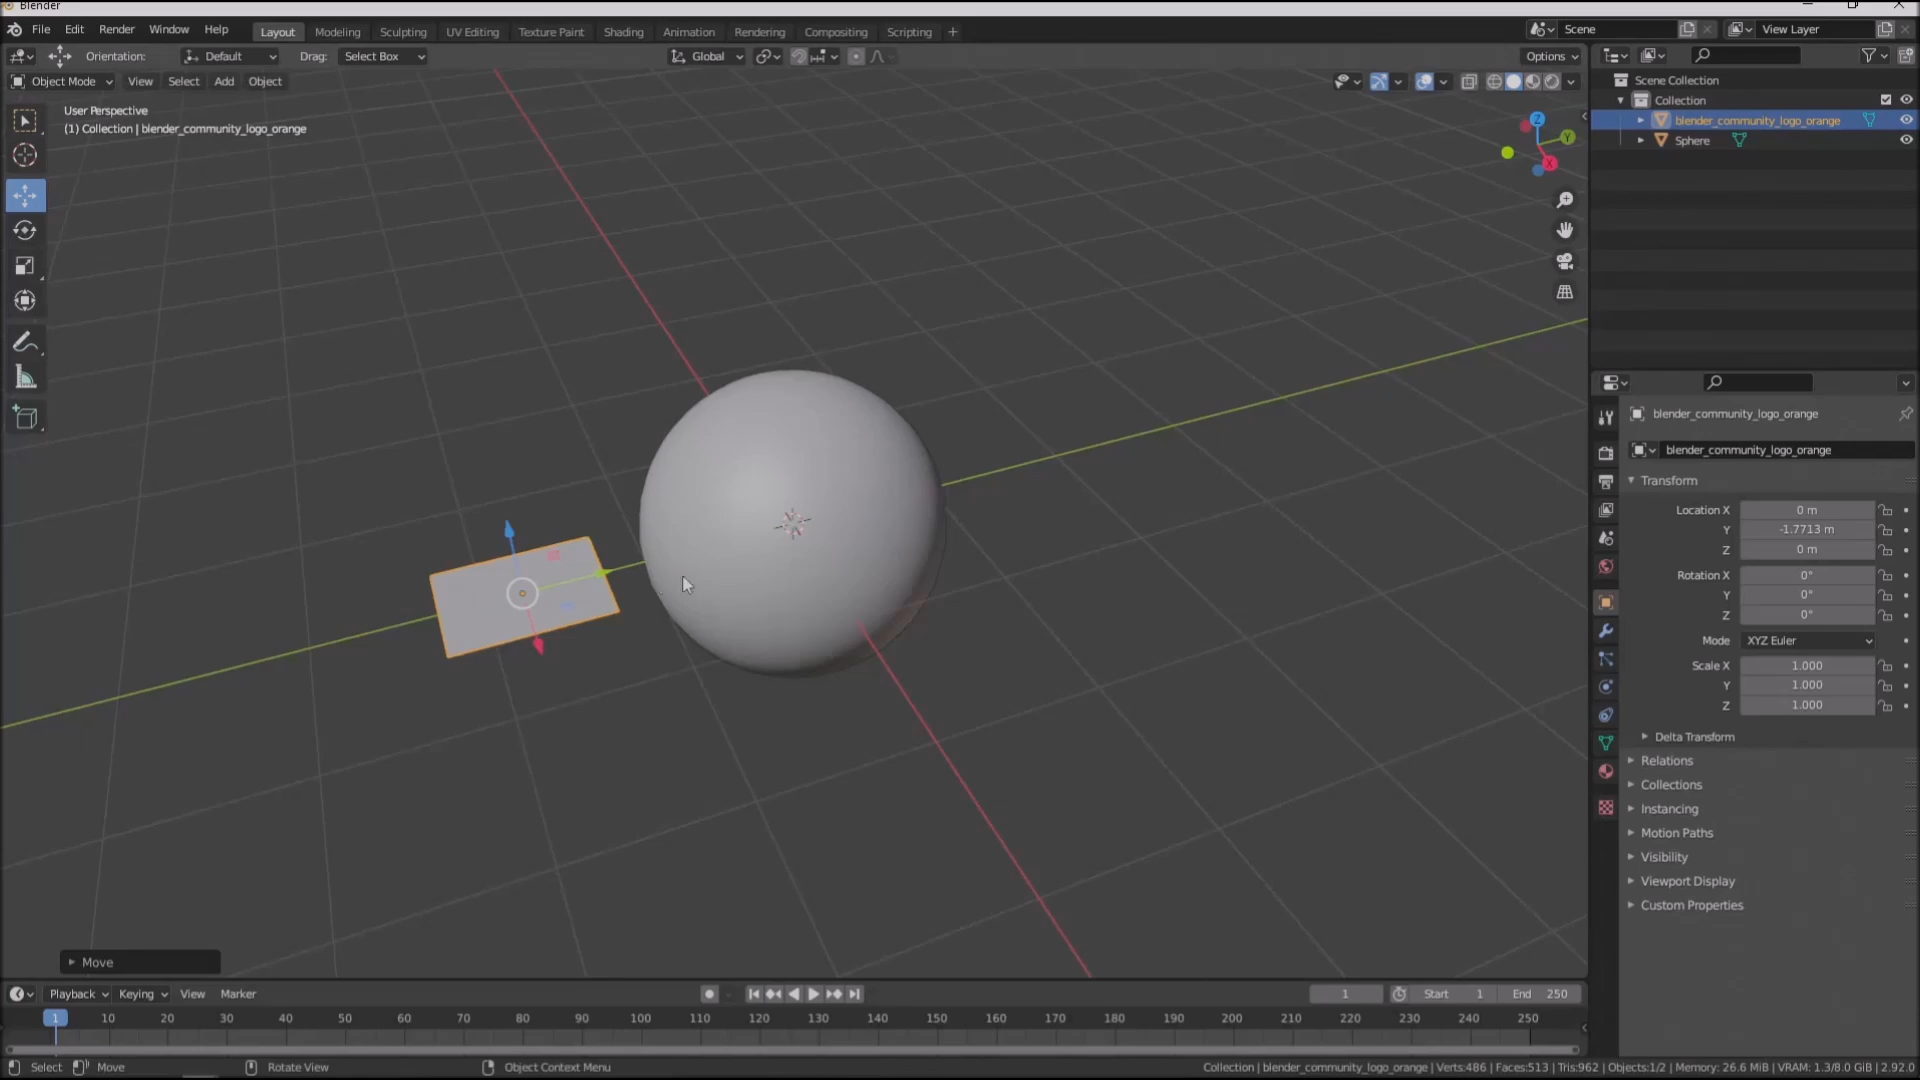 Blender
File Edit Render Window Help Layout Modeling Sculpting UV Editing Texture Paint Shading Animation Rendering Compositing Scripting + Scene View Layer
Orientation: Default Drag: Select Box Global Options
Object Mode View Select Add Object
User Perspective
(1) Collection | blender_community_logo_orange
Z
Y
X
Scene Collection
Collection
blender_community_logo_orange
Sphere
blender_community_logo_orange
blender_community_logo_orange
Transform
Location X 0 m
Y -1.7713 m
Z 0 m
Rotation X 0°
Y 0°
Z 0°
Mode XYZ Euler
Scale X 1.000
Y 1.000
Z 1.000
Delta Transform
Relations
Collections
Instancing
Motion Paths
Visibility
Viewport Display
Custom Properties
Move
Playback Keying View Marker 1 Start 1 End 250
1 10 20 30 40 50 60 70 80 90 100 110 120 130 140 150 160 170 180 190 200 210 220 230 240 250
Select Move Rotate View Object Context Menu Collection | blender_community_logo_orange | Verts:486 | Faces:513 | Tris:962 | Objects:1/2 | Memory: 26.6 MiB | VRAM: 1.3/8.0 GiB | 2.92.0